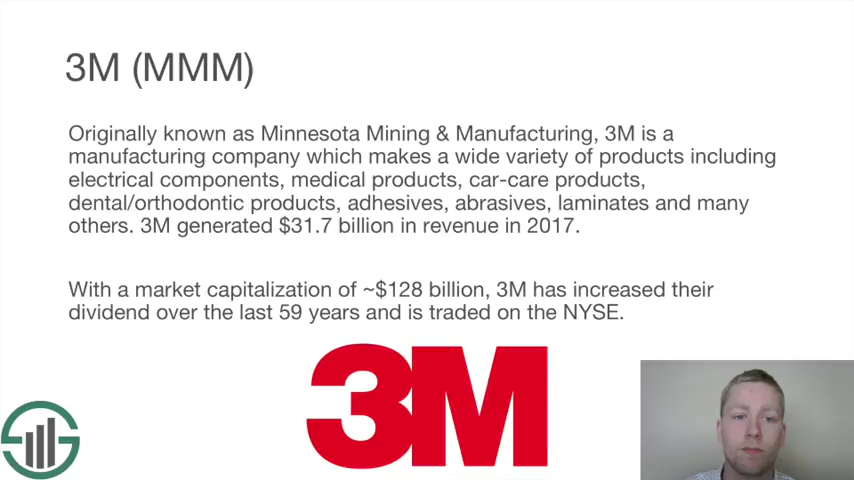 3M (MMM)
Originally known as Minnesota Mining & Manufacturing, 3M is a
manufacturing company which makes a wide variety of products including
electrical components, medical products, car-care products,
dental/orthodontic products, adhesives, abrasives, laminates and many
others. 3M generated $31.7 billion in revenue in 2017.
With a market capitalization of ~$128 billion, 3M has increased their
dividend over the last 59 years and is traded on the NYSE.
3M